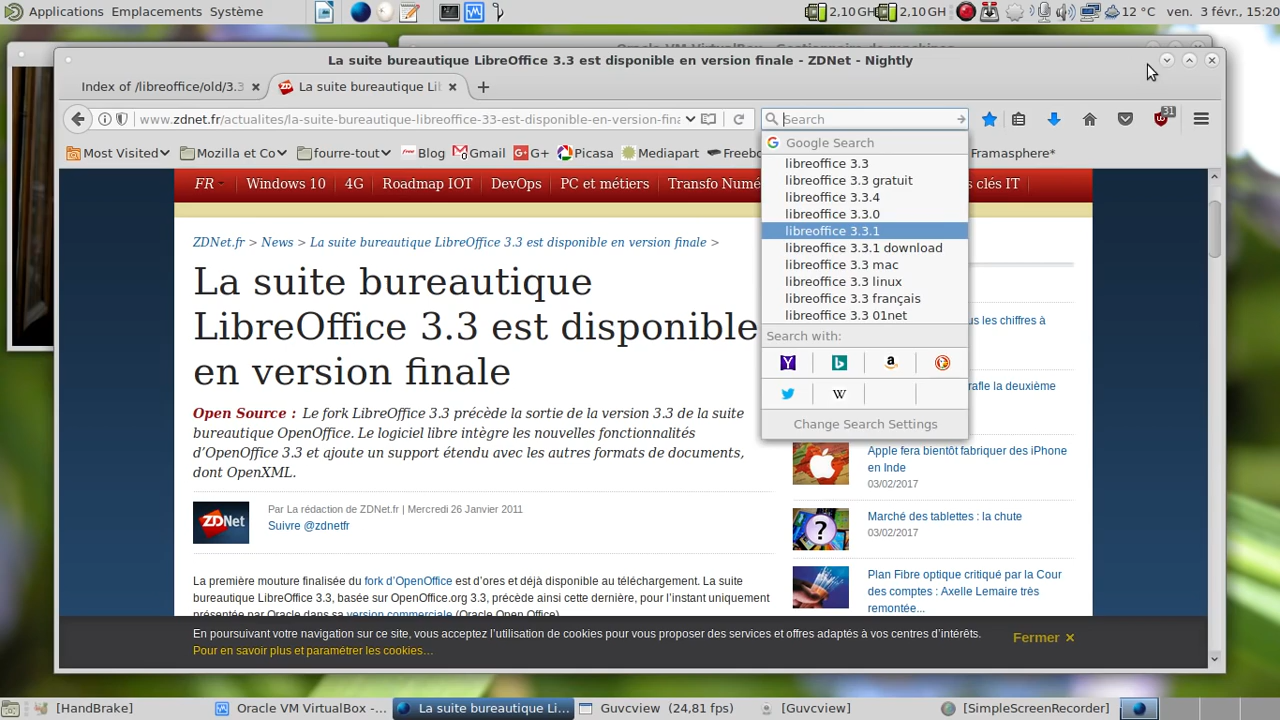 Applications Emplacements Système
2,10 GH 2,10 GH 12 °C ven. 3 févr., 15:20
La suite bureautique LibreOffice 3.3 est disponible en version finale - ZDNet - Nightly
Index of /libreoffice/old/3.3
La suite bureautique Lib
www.zdnet.fr/actualites/la-suite-bureautique-libreoffice-33-est-disponible-en-version-fina
Search
31
Most Visited
Mozilla et Co
fourre-tout
Blog
Gmail
G+
Picasa
Mediapart
Freebo
Framasphere*
Google Search
libreoffice 3.3
libreoffice 3.3 gratuit
libreoffice 3.3.4
libreoffice 3.3.0
libreoffice 3.3.1
libreoffice 3.3.1 download
libreoffice 3.3 mac
libreoffice 3.3 linux
libreoffice 3.3 français
libreoffice 3.3 01net
Search with:
Change Search Settings
FR Windows 10 4G Roadmap IOT DevOps PC et métiers Transfo Numé s clés IT
ZDNet.fr > News > La suite bureautique LibreOffice 3.3 est disponible en version finale >
La suite bureautique
LibreOffice 3.3 est disponible
en version finale
Open Source : Le fork LibreOffice 3.3 précède la sortie de la version 3.3 de la suite
bureautique OpenOffice. Le logiciel libre intègre les nouvelles fonctionnalités
d'OpenOffice 3.3 et ajoute un support étendu avec les autres formats de documents,
dont OpenXML.
ZDNet
Par La rédaction de ZDNet.fr | Mercredi 26 Janvier 2011
Suivre @zdnetfr
La première mouture finalisée du fork d'OpenOffice est d'ores et déjà disponible au téléchargement. La suite
bureautique LibreOffice 3.3, basée sur OpenOffice.org 3.3, précède ainsi cette dernière, pour l'instant uniquement
présentée par Oracle dans sa version commerciale (Oracle Open Office).
us les chiffres à
rafle la deuxième
Apple fera bientôt fabriquer des iPhone
en Inde
03/02/2017
Marché des tablettes : la chute
03/02/2017
Plan Fibre optique critiqué par la Cour
des comptes : Axelle Lemaire très
remontée...
En poursuivant votre navigation sur ce site, vous acceptez l'utilisation de cookies pour vous proposer des services et offres adaptés à vos centres d'intérêts.
Pour en savoir plus et paramétrer les cookies…
Fermer ×
[HandBrake]
Oracle VM VirtualBox -...
La suite bureautique Li...
Guvcview (24,81 fps)
[Guvcview]
[SimpleScreenRecorder]